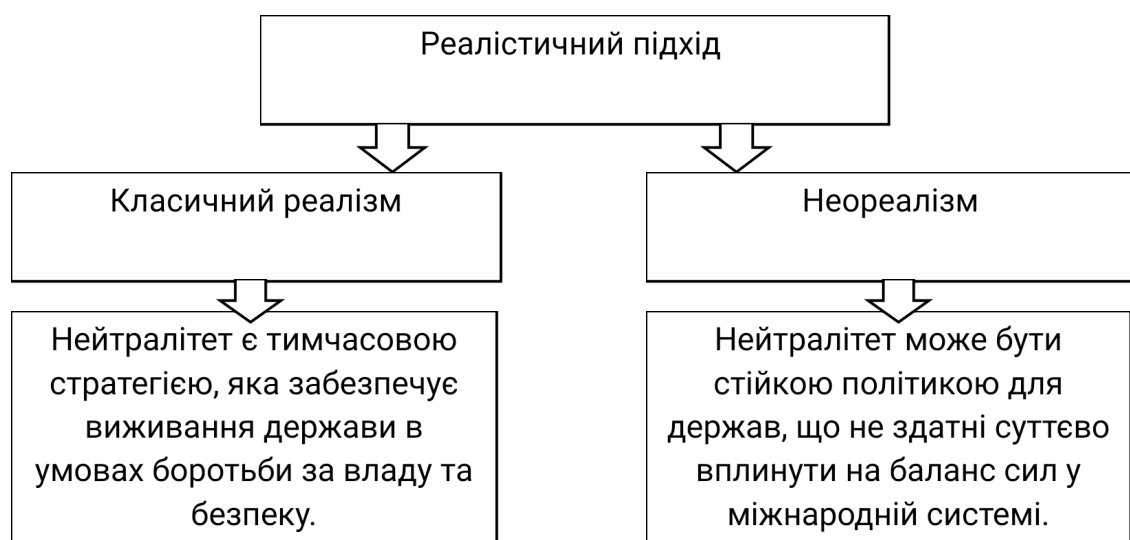 Реалістичний підхід
Класичний реалізм
Неореалізм
Нейтралітет є тимчасовою
стратегією, яка забезпечує
виживання держави в
умовах боротьби за владу та
безпеку.
Нейтралітет може бути
стійкою політикою для
держав, що не здатні суттєво
вплинути на баланс сил у
міжнародній системі.